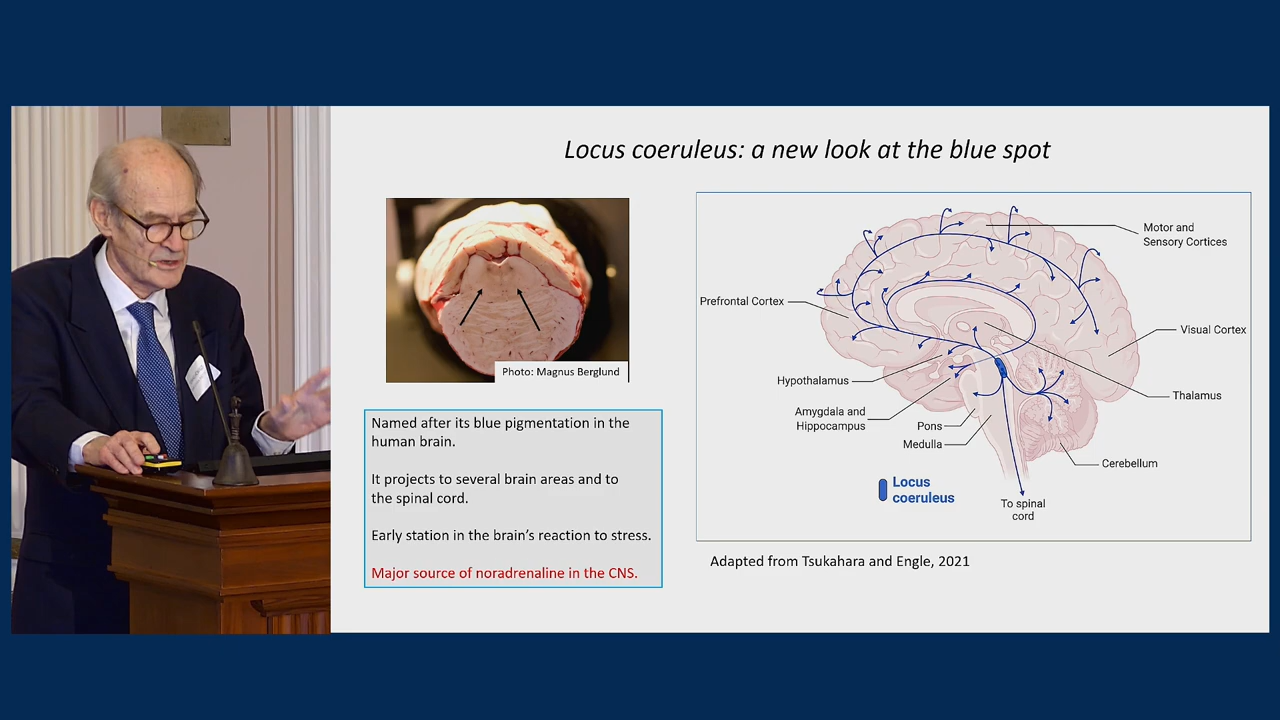 Locus coeruleus: a new look at the blue spot
Photo: Magnus Berglund
Named after its blue pigmentation in the
human brain.
It projects to several brain areas and to
the spinal cord.
Early station in the brain's reaction to stress.
Major source of noradrenaline in the CNS.
Motor and
Sensory Cortices
Prefrontal Cortex
Visual Cortex
Hypothalamus
Thalamus
Amygdala and
Hippocampus
Pons
Medulla
Cerebellum
Locus
coeruleus
To spinal
cord
Adapted from Tsukahara and Engle, 2021